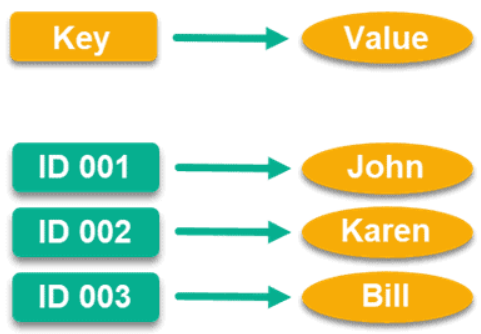 Key Value
ID 001 John
ID 002 Karen
ID 003 Bill